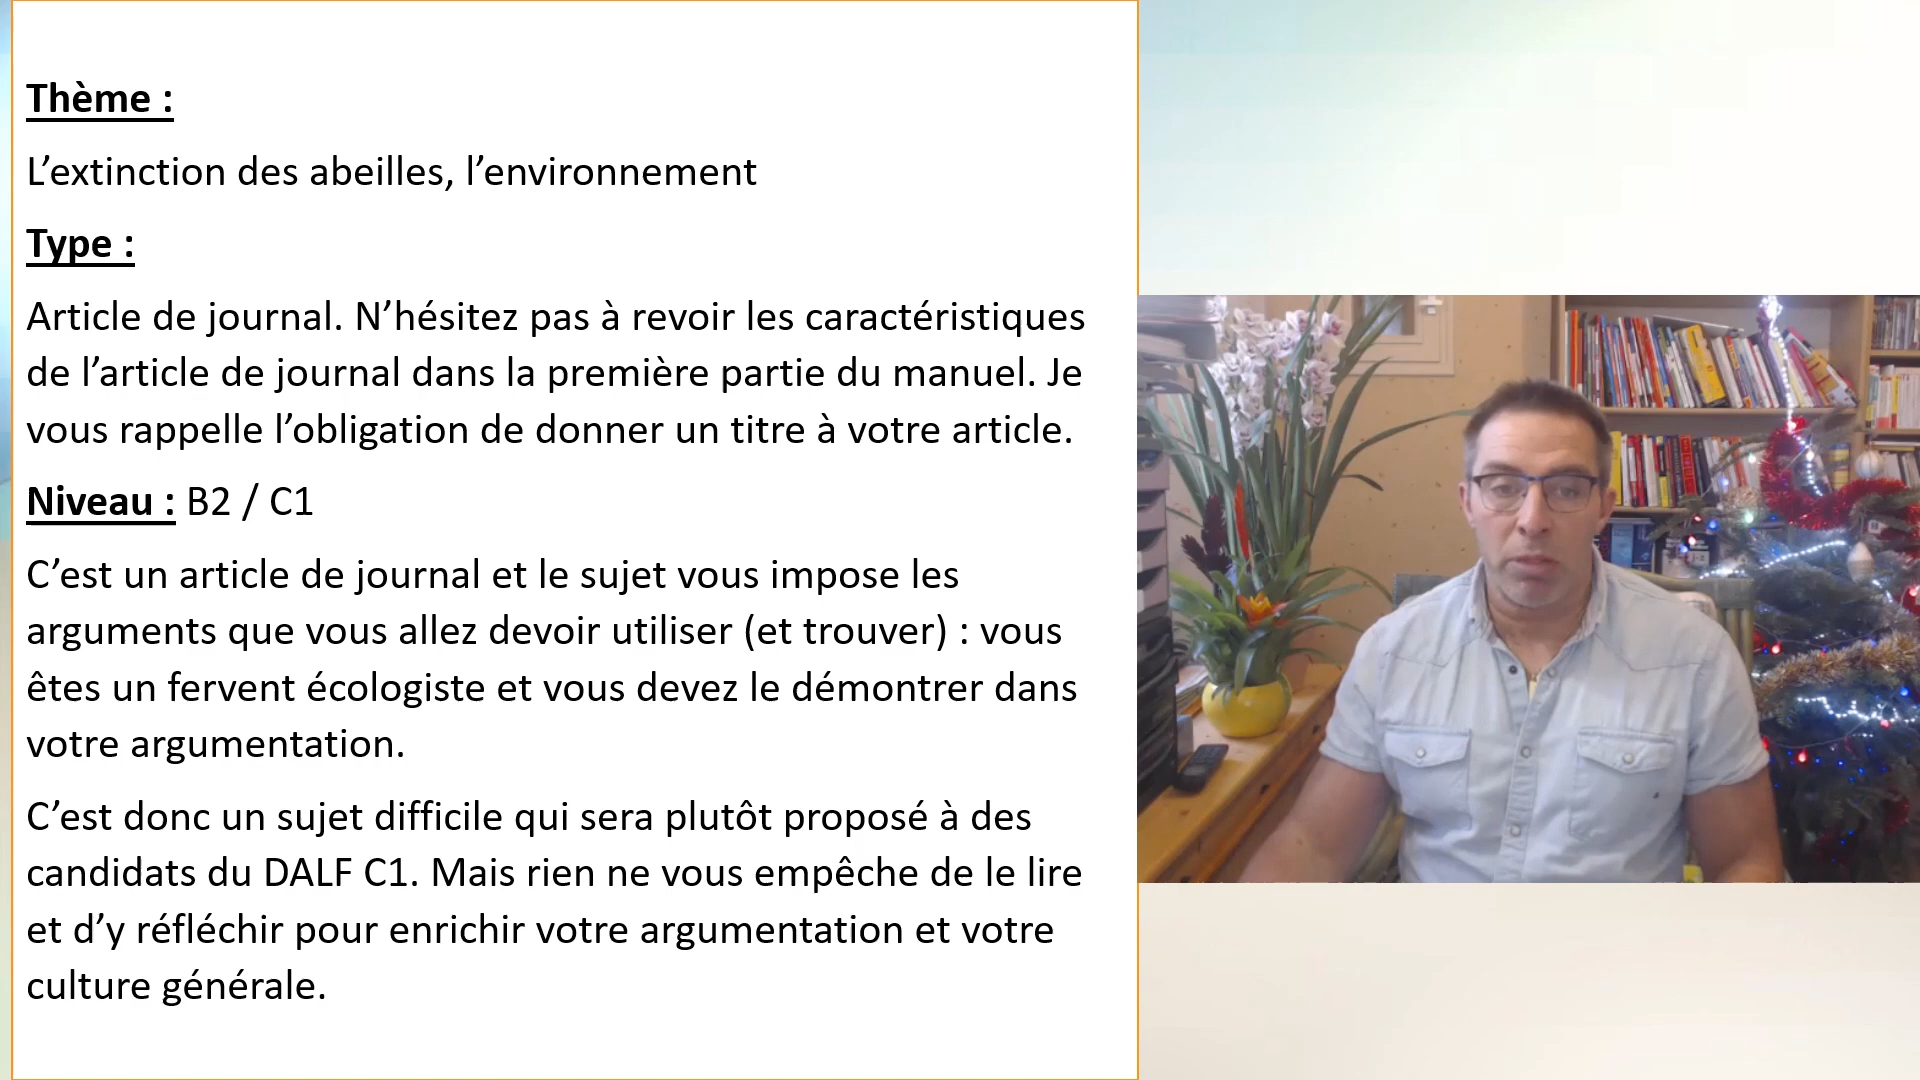 Thème :
L’extinction des abeilles, l’environnement
Type :
Article de journal. N’hésitez pas à revoir les caractéristiques
de l’article de journal dans la première partie du manuel. Je
vous rappelle l’obligation de donner un titre à votre article.
Niveau : B2 / C1
C’est un article de journal et le sujet vous impose les
arguments que vous allez devoir utiliser (et trouver) : vous
êtes un fervent écologiste et vous devez le démontrer dans
votre argumentation.
C’est donc un sujet difficile qui sera plutôt proposé à des
candidats du DALF C1. Mais rien ne vous empêche de le lire
et d’y réfléchir pour enrichir votre argumentation et votre
culture générale.